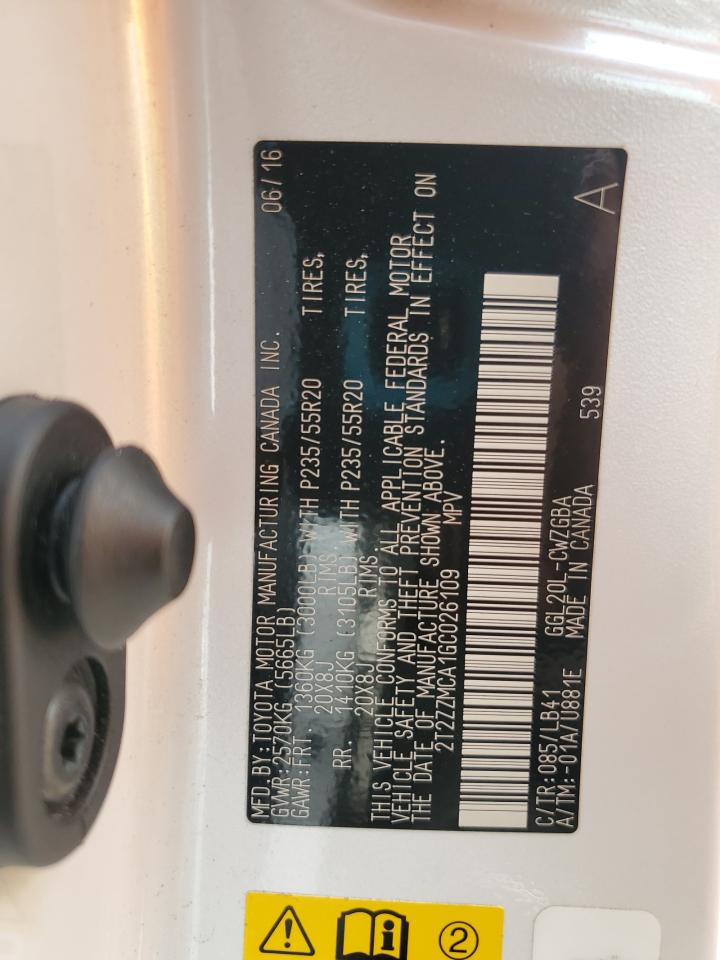 MFD.BY:TOYOTA MOTOR MANUFACTURING CANADA INC. 06/16
GVWR:2570KG (5665LB)
GAWR:FRT. 1360KG (3000LB) WITH P235/55R20 TIRES,
20X8J RIMS,
RR. 1410KG (3105LB) WITH P235/55R20 TIRES,
20X8J RIMS.
THIS VEHICLE CONFORMS TO ALL APPLICABLE FEDERAL MOTOR
VEHICLE SAFETY AND THEFT PREVENTION STANDARDS IN EFFECT ON
THE DATE OF MANUFACTURE SHOWN ABOVE.
2T2ZZMCA1GC026109 MPV
C/TR:085/LB41 GGL20L-CWZGBA 539 A
A/TM:-01A/U881E MADE IN CANADA
2